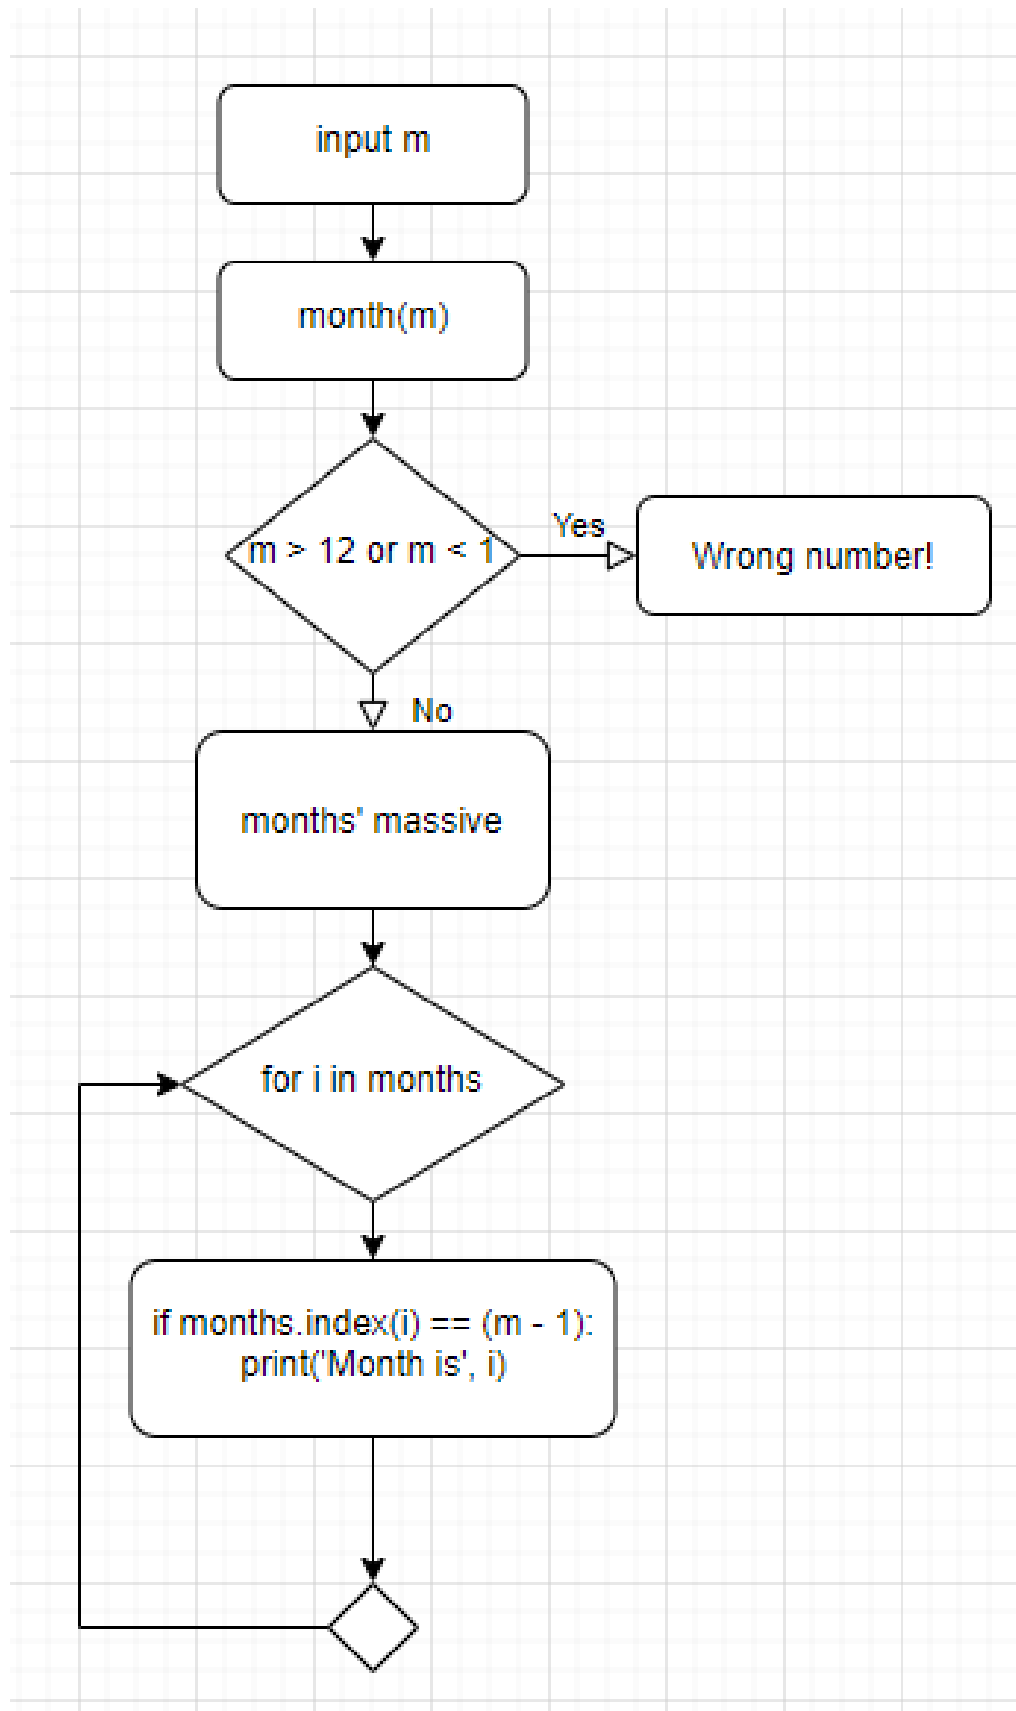 input m
month(m)
m > 12 or m < 1
Yes
Wrong number!
No
months' massive
for i in months
if months.index(i) == (m - 1):
print('Month is', i)